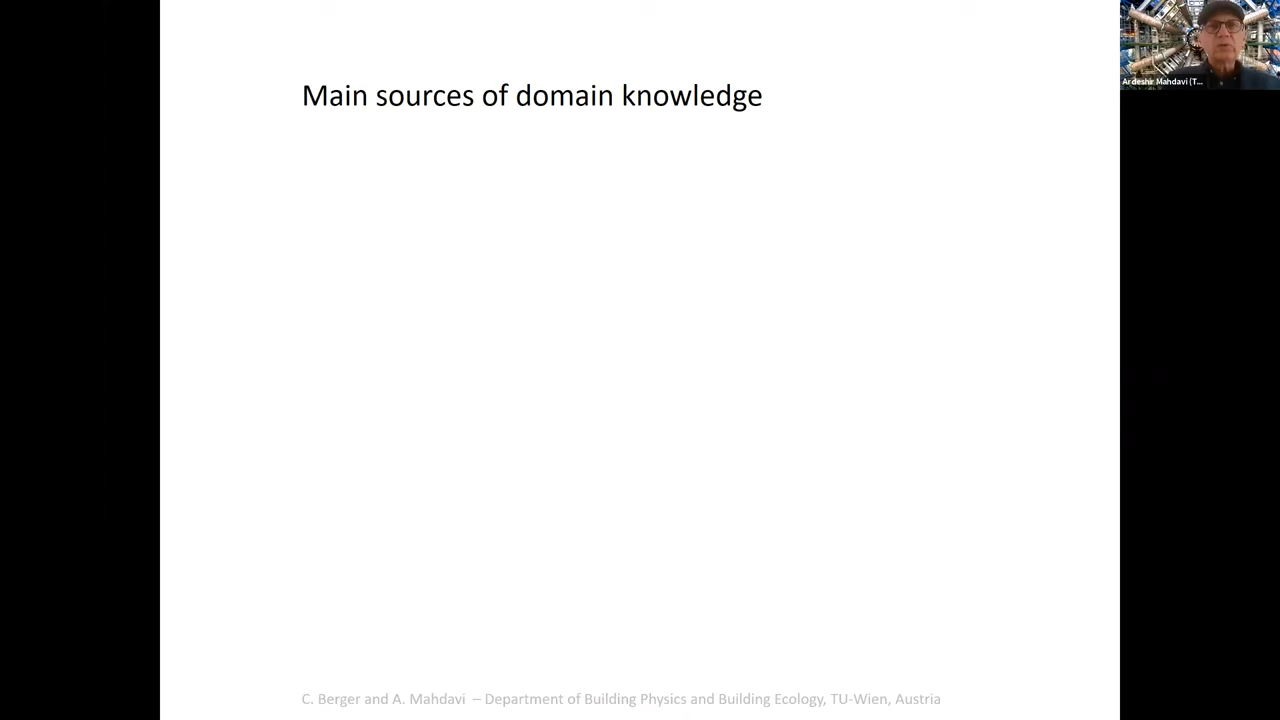 Main sources of domain knowledge
Ardeshir Mahdavi (T...
C. Berger and A. Mahdavi – Department of Building Physics and Building Ecology, TU-Wien, Austria